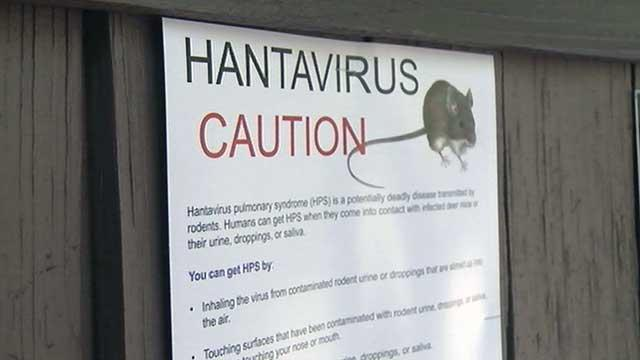 HANTAVIRUS
CAUTION
Hantavirus pulmonary syndrome (HPS) is a potentially deadly disease transmitted by
rodents. Humans can get HPS when they come into contact with infected deer mice or
their urine, droppings, or saliva.
You can get HPS by:
• Inhaling the virus from contaminated rodent urine or droppings that are stirred up into
the air.
• Touching surfaces that have been contaminated with rodent urine, droppings, or saliva,
touching your nose or mouth.
droppings, or saliva.